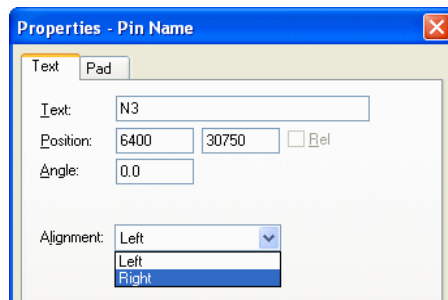 Properties - Pin Name
Text Pad
Text: N3
Position: 6400 30750 Rel
Angle: 0.0
Alignment: Left
Left
Right